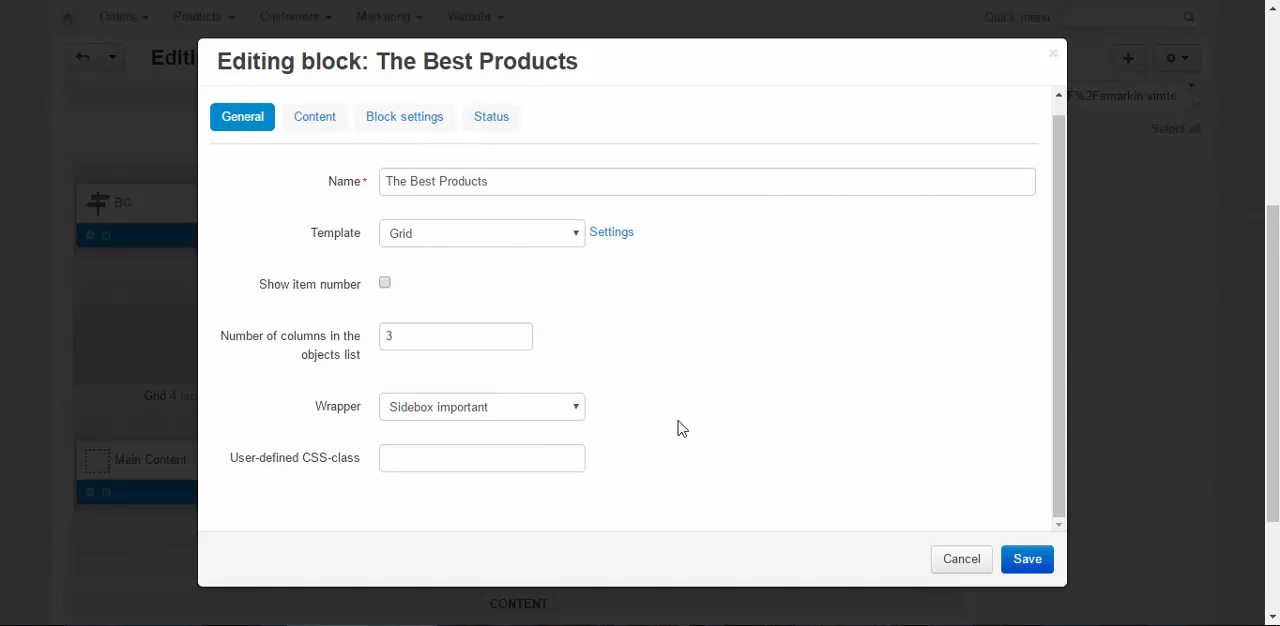 Orders Products Customers Marketing Website Quick menu
Editi
Editing block: The Best Products
General Content Block settings Status
Select all
Name* The Best Products
BG
Template Grid Settings
Show item number
Number of columns in the
objects list
3
Grid 4
Wrapper Sidebox important
Main Content
User-defined CSS-class
Cancel Save
CONTENT